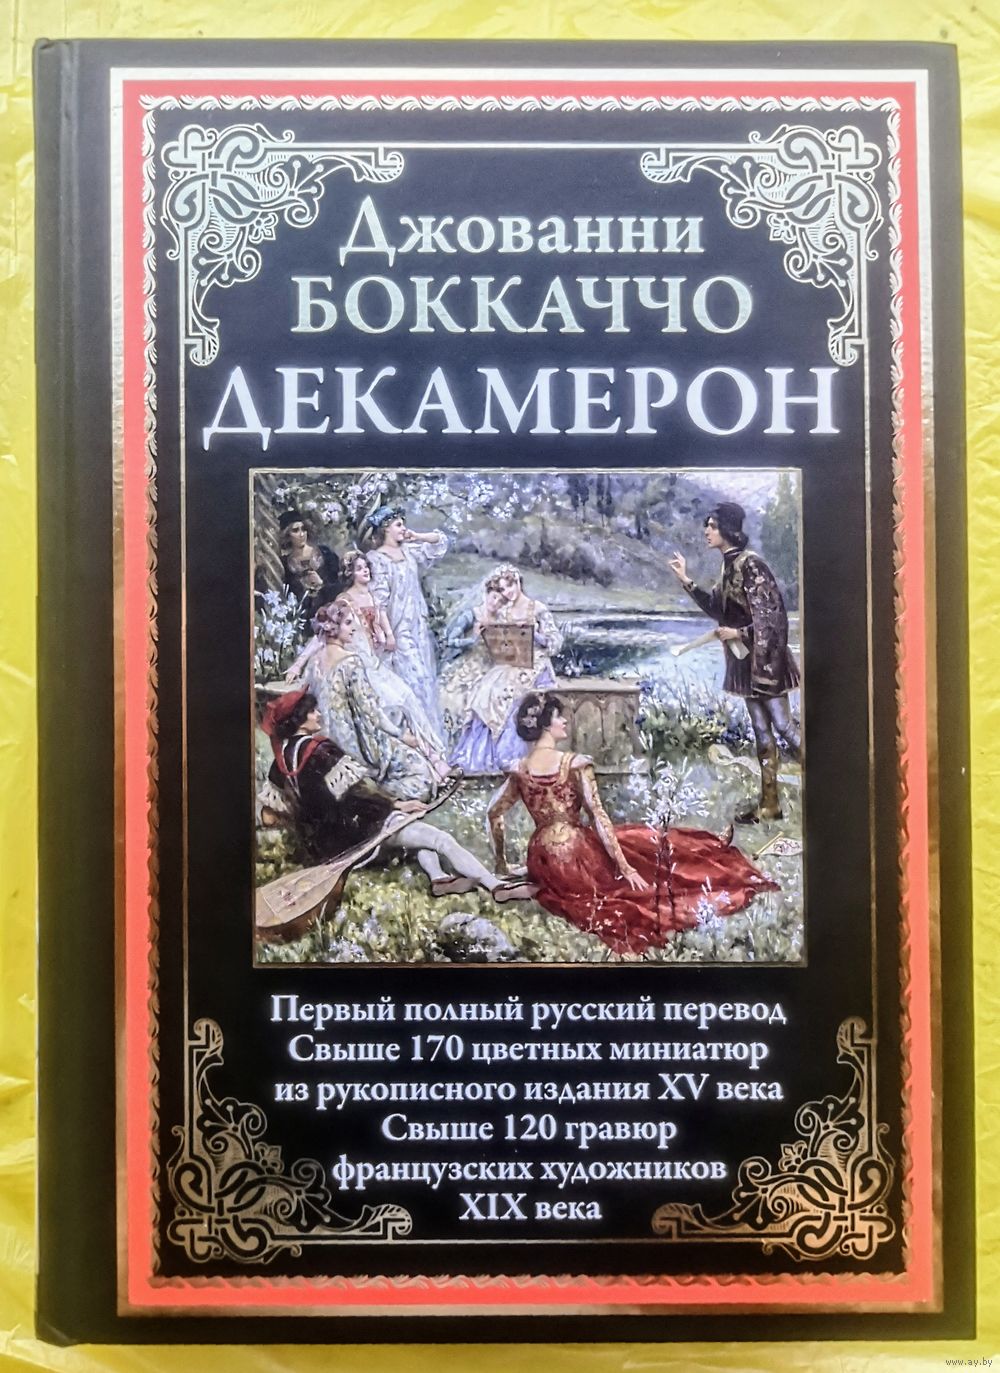 Джованни
БОККАЧЧО
ДЕКАМЕРОН
Первый полный русский перевод
Свыше 170 цветных миниатюр
из рукописного издания XV века
Свыше 120 гравюр
французских художников
XIX века
www.ay.by